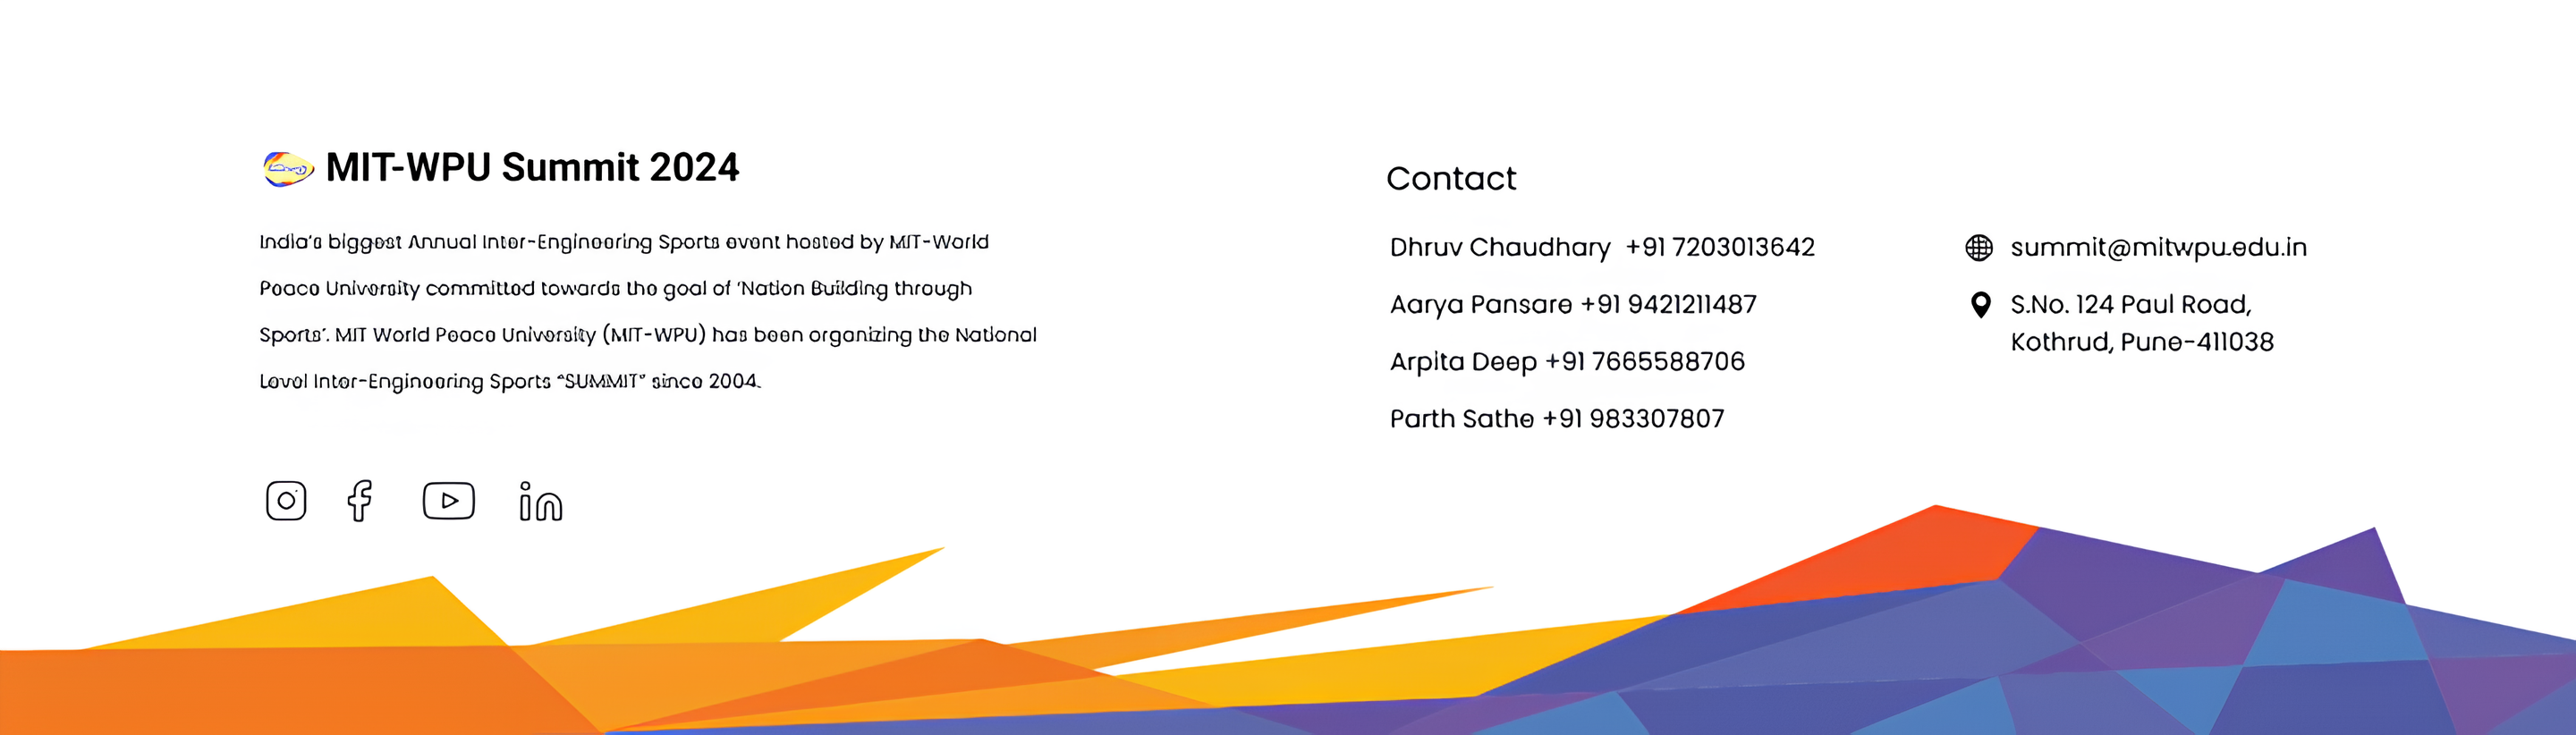 MIT-WPU Summit 2024
India's biggest Annual Inter-Engineering Sports event hosted by MIT-World
Peace University committed towards the goal of 'Nation Building through
Sports'. MIT World Peace University (MIT-WPU) has been organizing the National
Level Inter-Engineering Sports "SUMMIT" since 2004.
Contact
Dhruv Chaudhary +91 7203013642
Aarya Pansare +91 9421211487
Arpita Deep +91 7665588706
Parth Sathe +91 983307807
summit@mitwpu.edu.in
S.No. 124 Paul Road,
Kothrud, Pune-411038